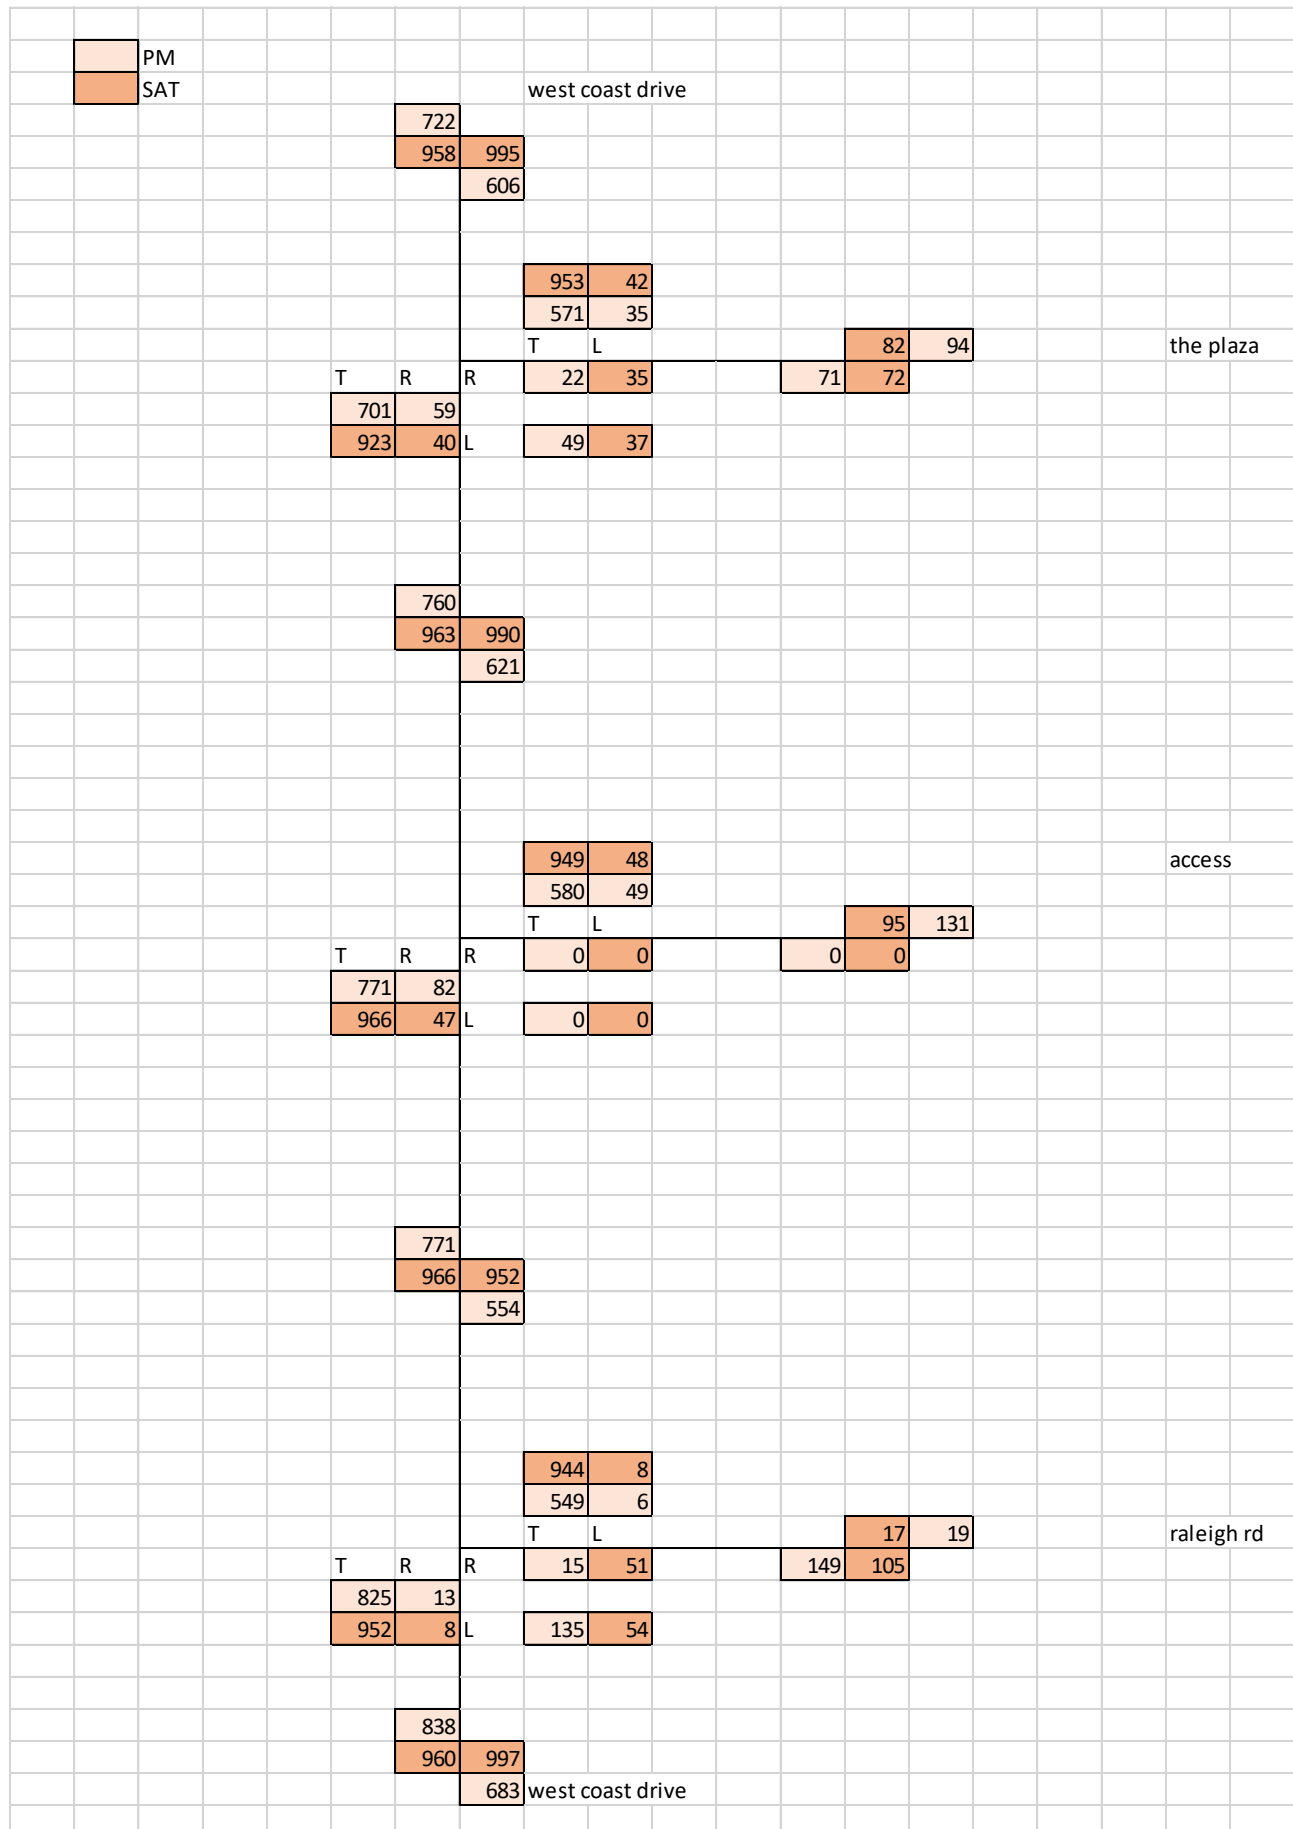 PM
SAT
west coast drive
722
958 995
606
953 42
571 35
T L 82 94 the plaza
T R R 22 35 71 72
701 59
923 40 L 49 37
760
963 990
621
949 48 access
580 49
T L 95 131
T R R 0 0 0 0
771 82
966 47 L 0 0
771
966 952
554
944 8
549 6
T L 17 19 raleigh rd
T R R 15 51 149 105
825 13
952 8 L 135 54
838
960 997
683 west coast drive